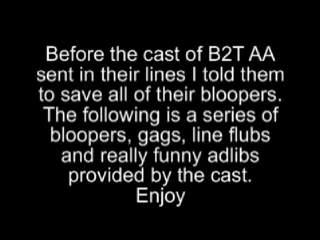 Before the cast of B2T AA
sent in their lines I told them
to save all of their bloopers.
The following is a series of
bloopers, gags, line flubs
and really funny adlibs
provided by the cast.
Enjoy